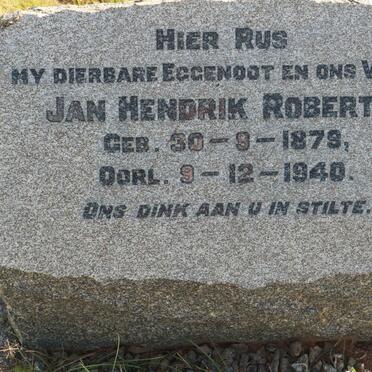 HIER RUS
MY DIERBARE EGGENOOT EN ONS V
JAN HENDRIK ROBERT
GEB. 30-9-1879,
OORL. 9-12-1940.
ONS DINK AAN U IN STILTE.